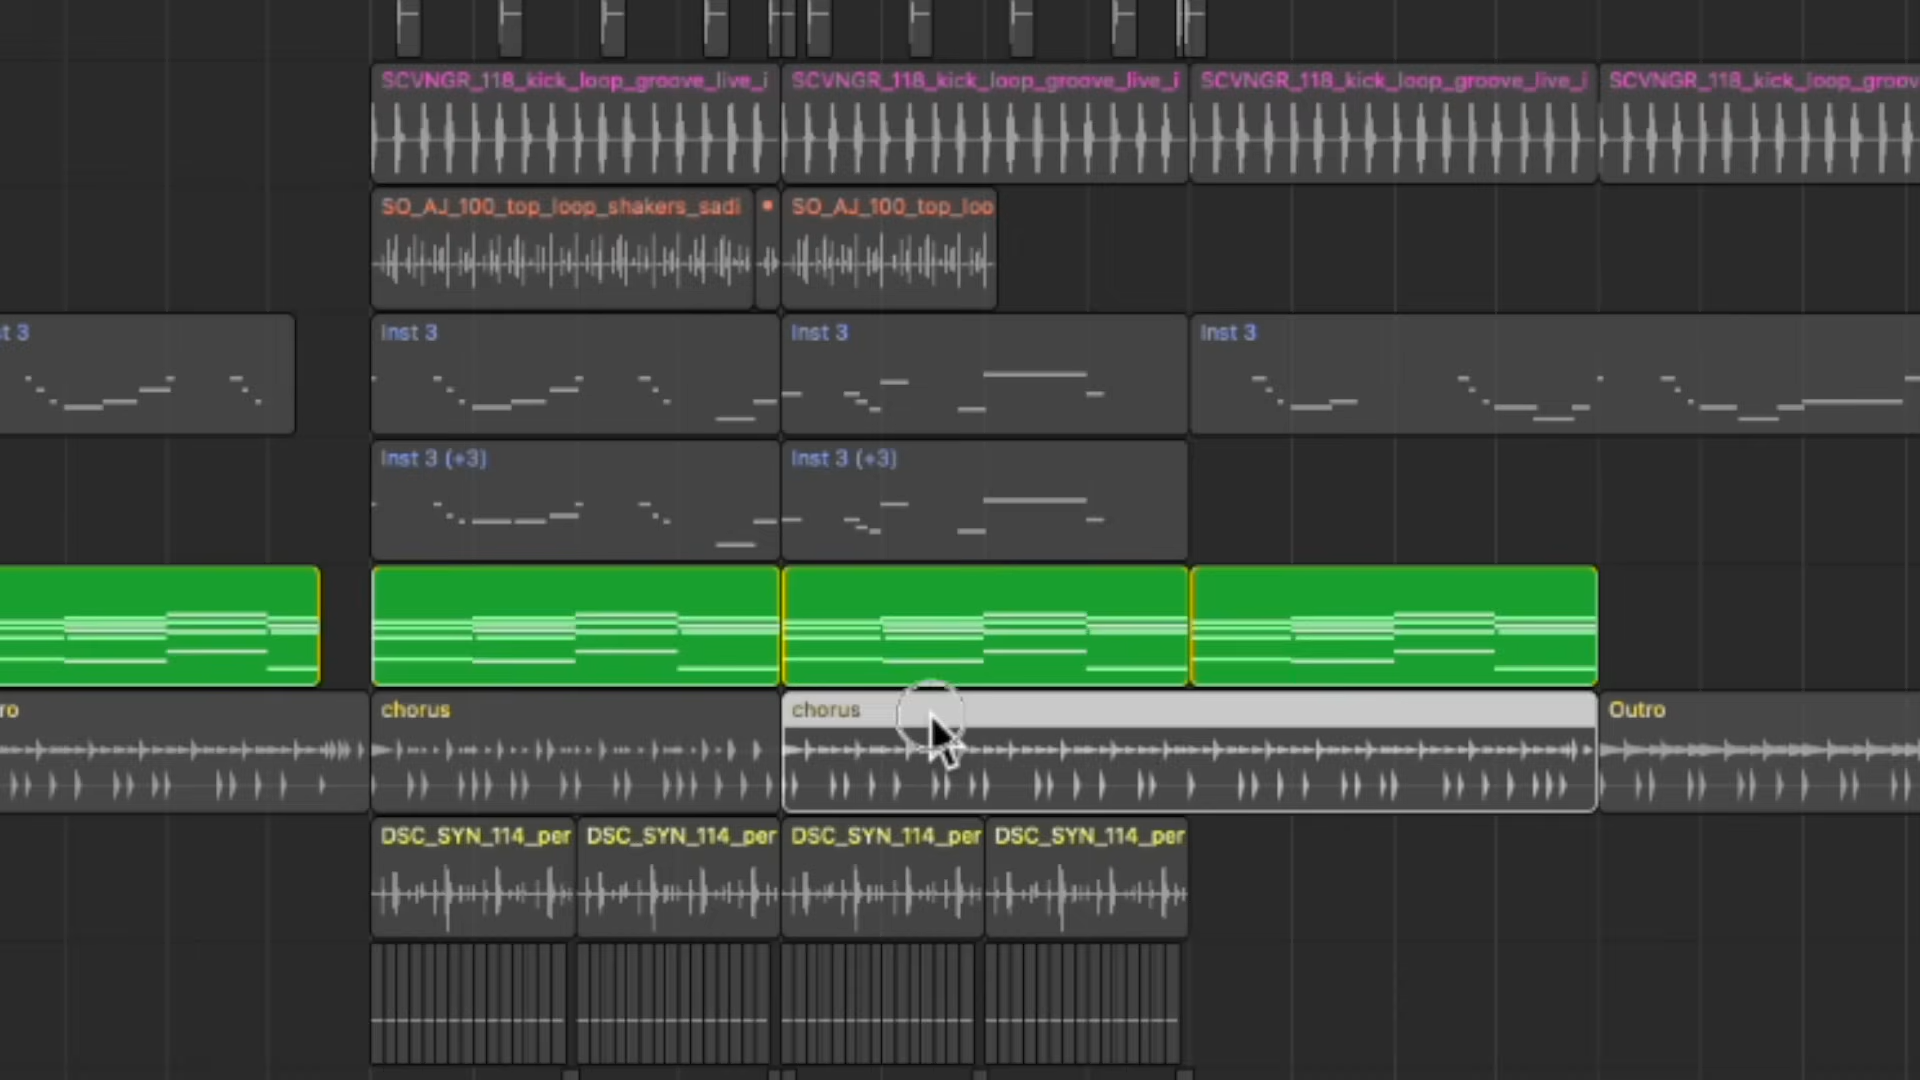 SCVNGR_118_kick_loop_groove_live_i
SCVNGR_118_kick_loop_groove_live_i
SCVNGR_118_kick_loop_groove_live_i
SCVNGR_118_kick_loop_groov
SO_AJ_100_top_loop_shakers_sadi
SO_AJ_100_top_loo
st 3
Inst 3
Inst 3
Inst 3
Inst 3 (+3)
Inst 3 (+3)
ro
chorus
chorus
Outro
DSC_SYN_114_per
DSC_SYN_114_per
DSC_SYN_114_per
DSC_SYN_114_per